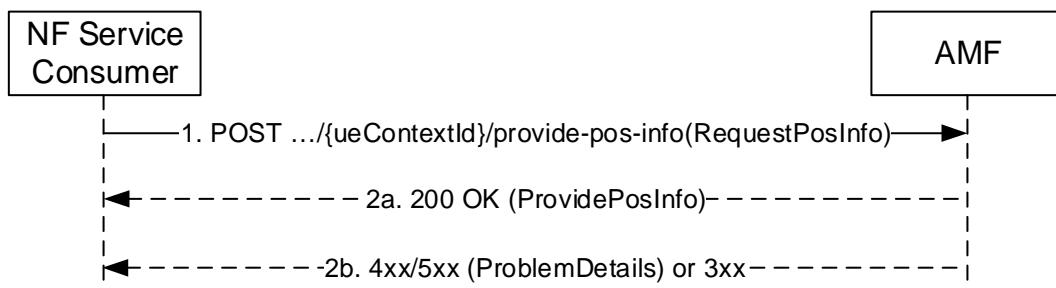 NF Service
Consumer
AMF
1. POST …/{ueContextId}/provide-pos-info(RequestPosInfo)
2a. 200 OK (ProvidePosInfo)
2b. 4xx/5xx (ProblemDetails) or 3xx